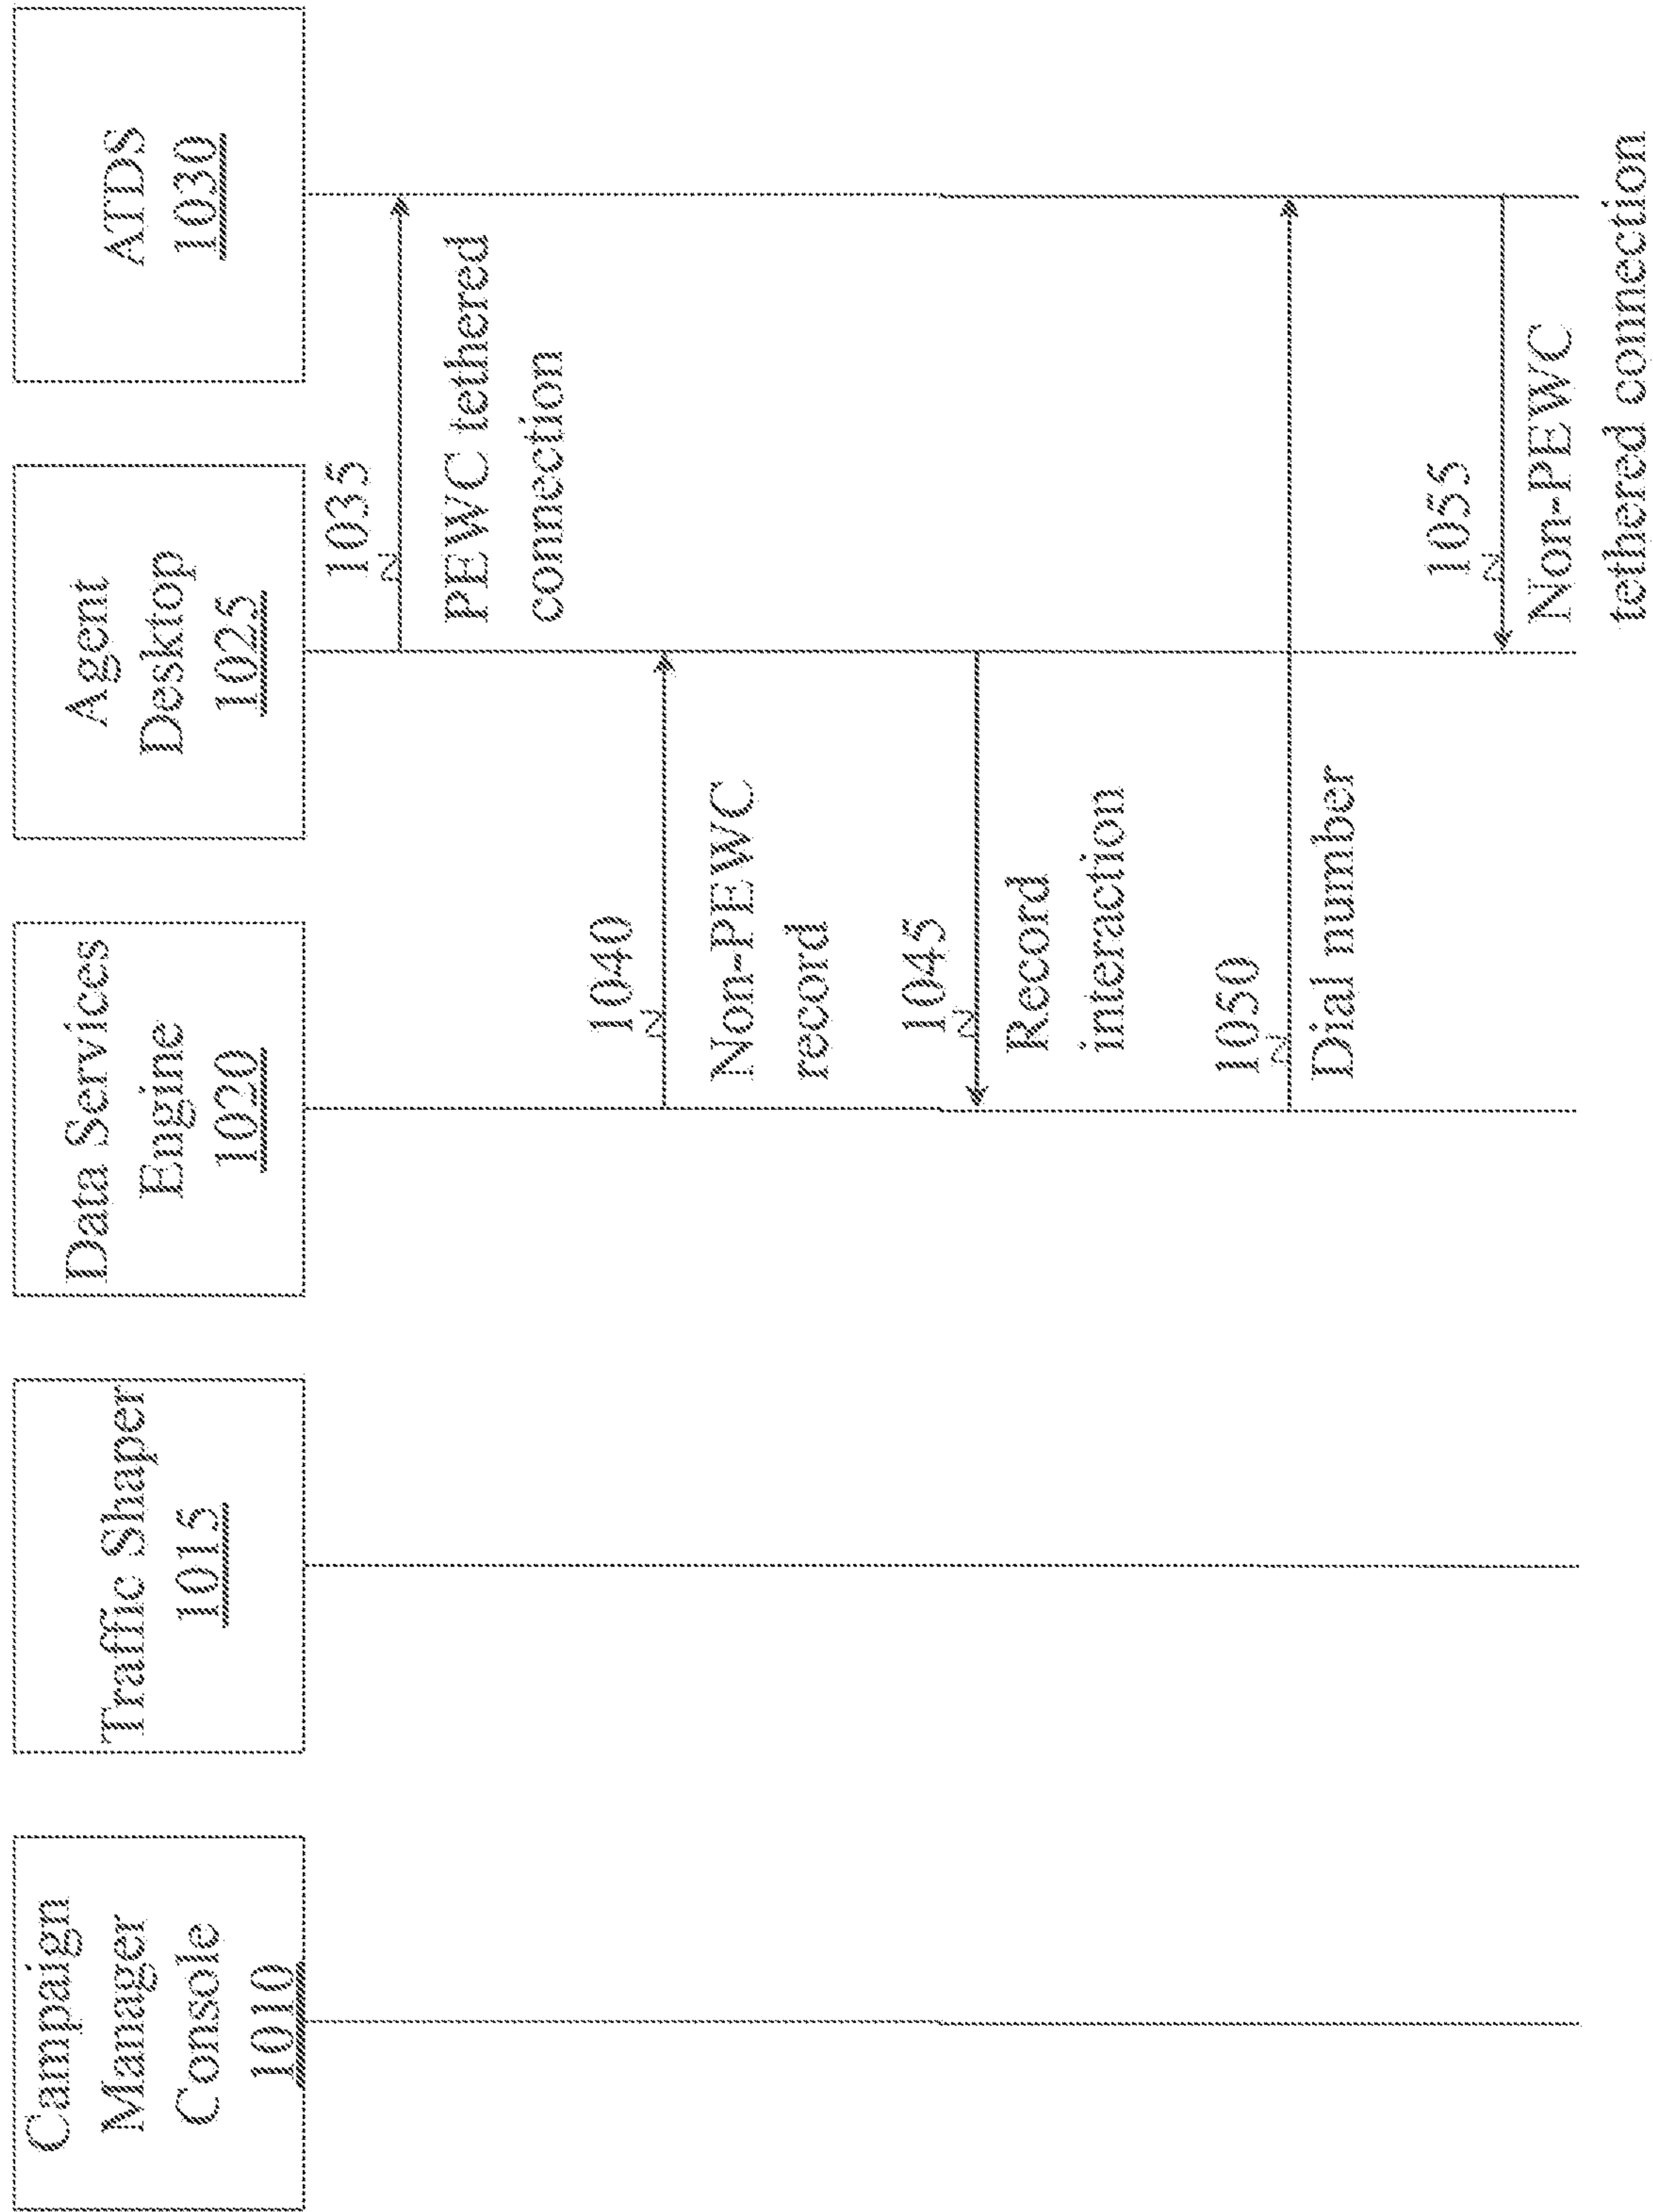 Campaign
Manager
Console
1010
Traffic Shaper
1015
Data Services
Engine
1020
Agent
Desktop
1025
ATDS
1030
1035
PEWC tethered
connection
1040
Non-PEWC
record
1045
Record
interaction
1050
Dial number
1055
Non-PEWC
tethered connection